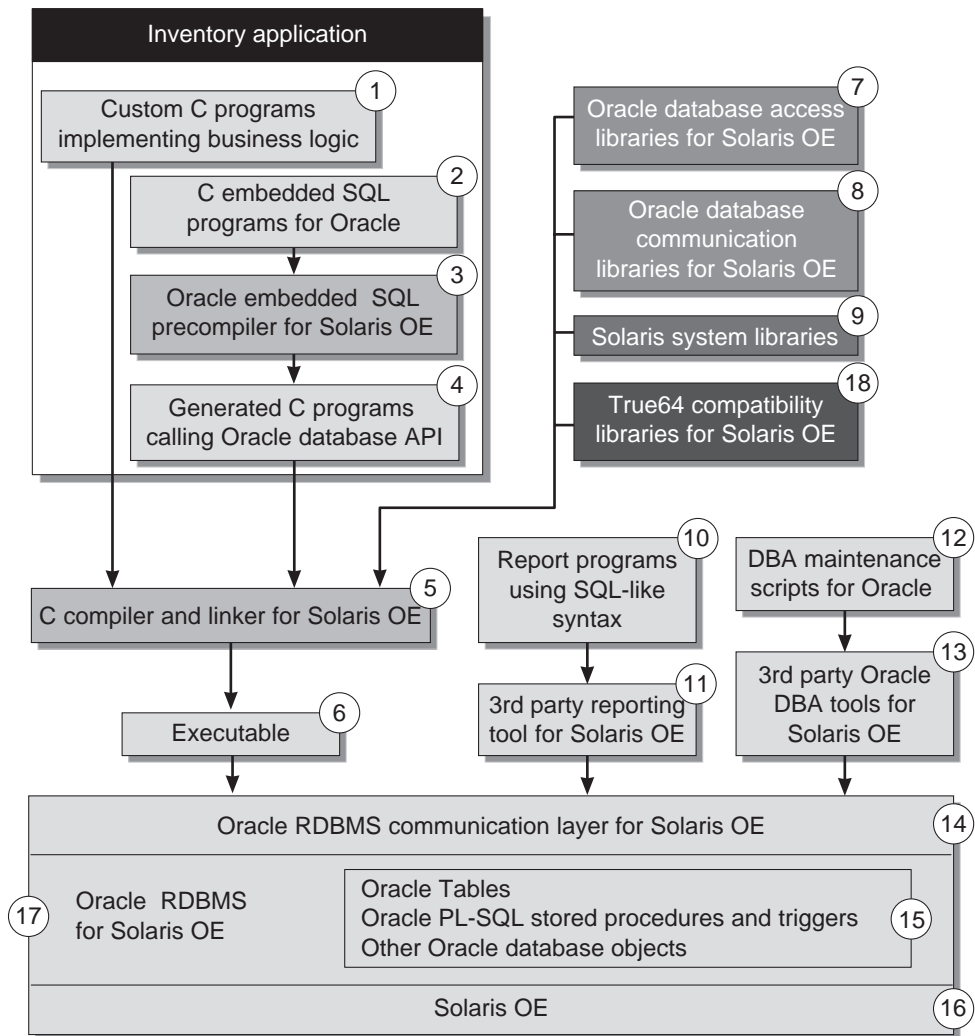 Inventory application
1
Custom C programs
implementing business logic
2
C embedded SQL
programs for Oracle
3
Oracle embedded SQL
precompiler for Solaris OE
4
Generated C programs
calling Oracle database API
7
Oracle database access
libraries for Solaris OE
8
Oracle database
communication
libraries for Solaris OE
9
Solaris system libraries
18
True64 compatibility
libraries for Solaris OE
5
C compiler and linker for Solaris OE
6
Executable
10
Report programs
using SQL-like
syntax
11
3rd party reporting
tool for Solaris OE
12
DBA maintenance
scripts for Oracle
13
3rd party Oracle
DBA tools for
Solaris OE
Oracle RDBMS communication layer for Solaris OE
14
17
Oracle RDBMS
for Solaris OE
Oracle Tables
Oracle PL-SQL stored procedures and triggers
Other Oracle database objects
15
Solaris OE
16